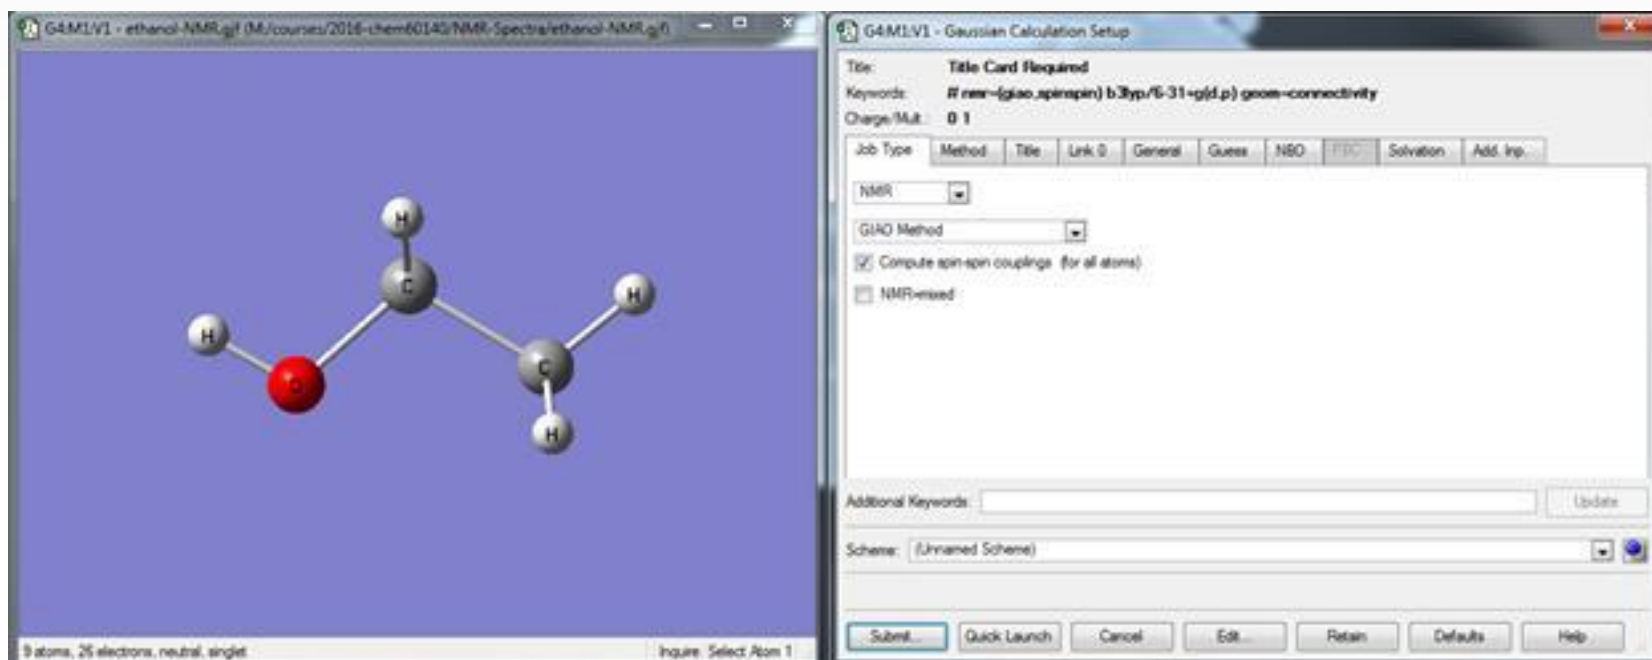 G4:M1:V1 - ethanol-NMR.gjf (M:/courses/2016-chem60140/NMR-Spectra/ethanol-NMR.gjf)
H
C
H
H
O
C
H
9 atoms, 26 electrons, neutral, singlet
Inquire Select Atom 1
G4:M1:V1 - Gaussian Calculation Setup
Title: Title Card Required
Keywords: # nmr=(giao,spinspin) b3lyp/6-31+g(d,p) geom=connectivity
Charge/Mult.: 0 1
Job Type Method Title Link 0 General Guess NBO PBC Solvation Add. Inp.
NMR
GIAO Method
Compute spin-spin couplings (for all atoms)
NMR=mixed
Additional Keywords: Update
Scheme: (Unnamed Scheme)
Submit... Quick Launch Cancel Edit... Retain Defaults Help